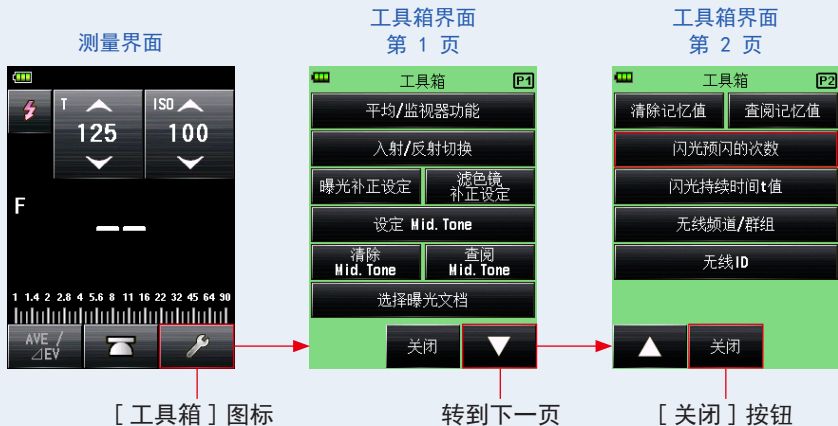 测量界面
T
125
ISO
100
F
--
1 1.4 2 2.8 4 5.6 8 11 16 22 32 45 64 90
AVE /
⊿EV
[ 工具箱 ] 图标
工具箱界面
第 1 页
工具箱 P1
平均/监视器功能
入射/反射切换
曝光补正设定
滤色镜
补正设定
设定 Mid. Tone
清除
Mid. Tone
查阅
Mid. Tone
选择曝光文档
关闭
转到下一页
工具箱界面
第 2 页
工具箱 P2
清除记忆值
查阅记忆值
闪光预闪的次数
闪光持续时间t值
无线频道/群组
无线ID
关闭
[ 关闭 ] 按钮